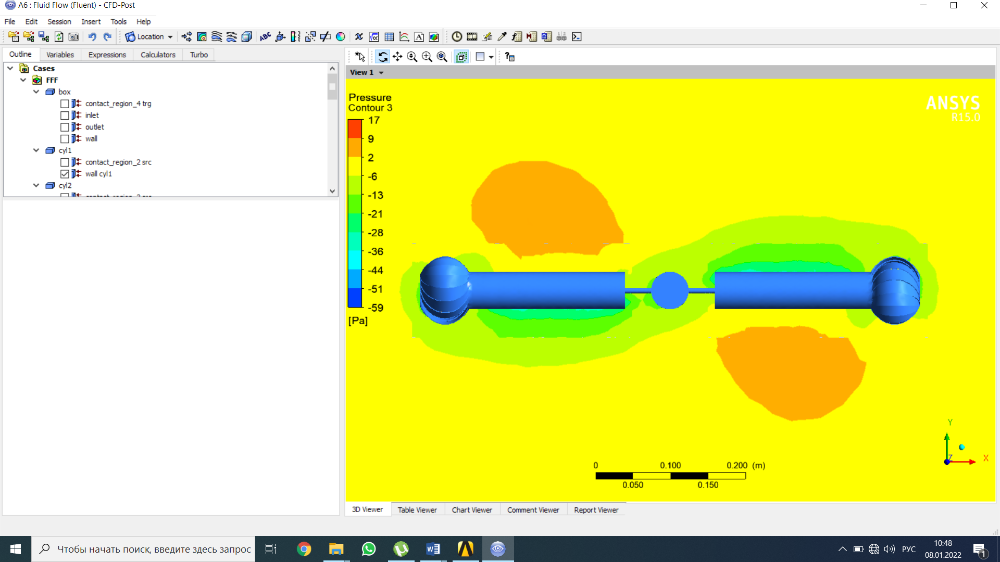 A6 : Fluid Flow (Fluent) - CFD-Post
File Edit Session Insert Tools Help
Location
Outline Variables Expressions Calculators Turbo
Cases
FFF
box
contact_region_4 trg
inlet
outlet
wall
cyl1
contact_region_2 src
wall cyl1
cyl2
View 1
Pressure
Contour 3
17
9
2
-6
-13
-21
-28
-36
-44
-51
-59
[Pa]
ANSYS
R15.0
0 0.100 0.200 (m)
0.050 0.150
Y
Z
X
3D Viewer Table Viewer Chart Viewer Comment Viewer Report Viewer
Чтобы начать поиск, введите здесь запрос
РУС
10:48
08.01.2022
1